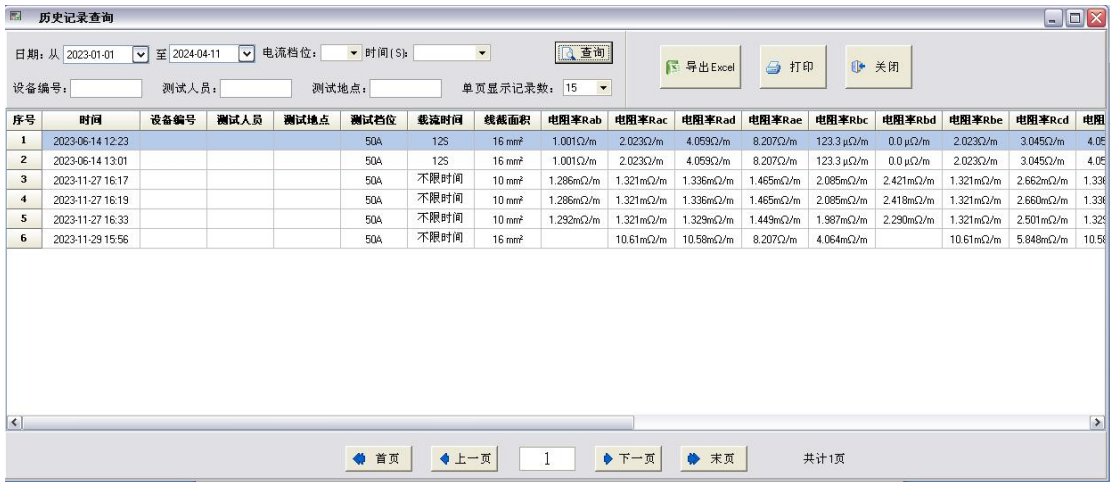 历史记录查询
日期: 从 2023-01-01 至 2024-04-11 电流档位: 时间(S): 查询 导出Excel 打印 关闭
设备编号: 测试人员: 测试地点: 单页显示记录数: 15
序号 时间 设备编号 测试人员 测试地点 测试档位 载流时间 线截面积 电阻率Rab 电阻率Rac 电阻率Rad 电阻率Rae 电阻率Rbc 电阻率Rbd 电阻率Rbe 电阻率Rcd 电阻
1 2023-06-14 12:23 50A 12S 16 mm² 1.001Ω/m 2.023Ω/m 4.059Ω/m 8.207Ω/m 123.3 μΩ/m 0.0 μΩ/m 2.023Ω/m 3.045Ω/m 4.05
2 2023-06-14 13:01 50A 12S 16 mm² 1.001Ω/m 2.023Ω/m 4.059Ω/m 8.207Ω/m 123.3 μΩ/m 0.0 μΩ/m 2.023Ω/m 3.045Ω/m 4.05
3 2023-11-27 16:17 50A 不限时间 10 mm² 1.286mΩ/m 1.321mΩ/m 1.336mΩ/m 1.465mΩ/m 2.085mΩ/m 2.421mΩ/m 1.321mΩ/m 2.662mΩ/m 1.336
4 2023-11-27 16:19 50A 不限时间 10 mm² 1.286mΩ/m 1.321mΩ/m 1.336mΩ/m 1.465mΩ/m 2.085mΩ/m 2.418mΩ/m 1.321mΩ/m 2.660mΩ/m 1.336
5 2023-11-27 16:33 50A 不限时间 10 mm² 1.292mΩ/m 1.321mΩ/m 1.329mΩ/m 1.449mΩ/m 1.987mΩ/m 2.290mΩ/m 1.321mΩ/m 2.501mΩ/m 1.329
6 2023-11-29 15:56 50A 不限时间 16 mm² 10.61mΩ/m 10.58mΩ/m 8.207Ω/m 4.064mΩ/m 10.61mΩ/m 5.848mΩ/m 10.58
首页 上一页 1 下一页 末页 共计1页